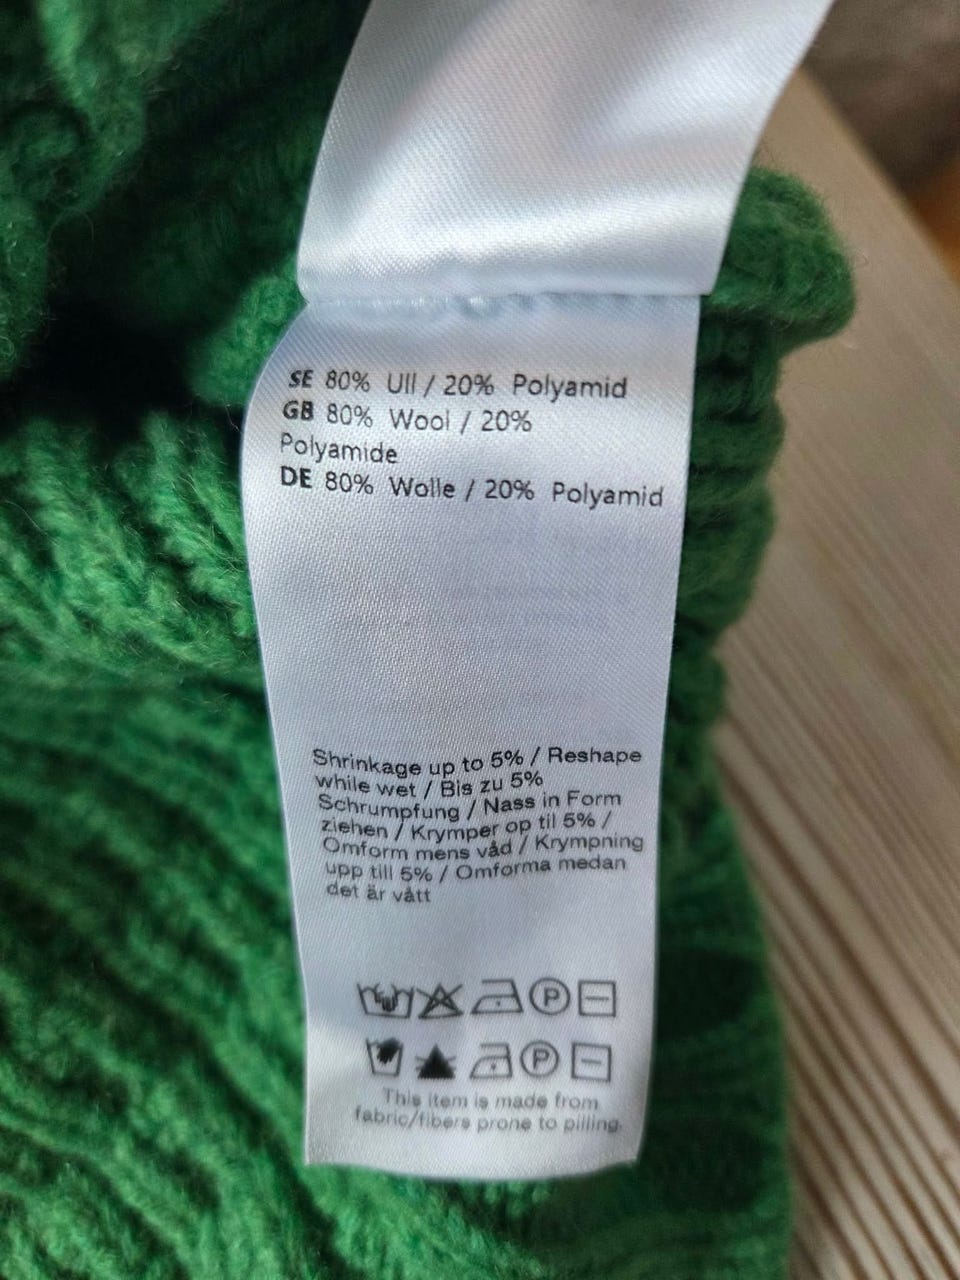 SE 80% Ull / 20% Polyamid
GB 80% Wool / 20%
Polyamide
DE 80% Wolle / 20% Polyamid
Shrinkage up to 5% / Reshape
while wet / Bis zu 5%
Schrumpfung / Nass in Form
ziehen / Krymper op til 5% /
Omform mens våd / Krympning
upp till 5% / Omforma medan
det är vått
P
P
This item is made from
fabric/fibers prone to pilling.